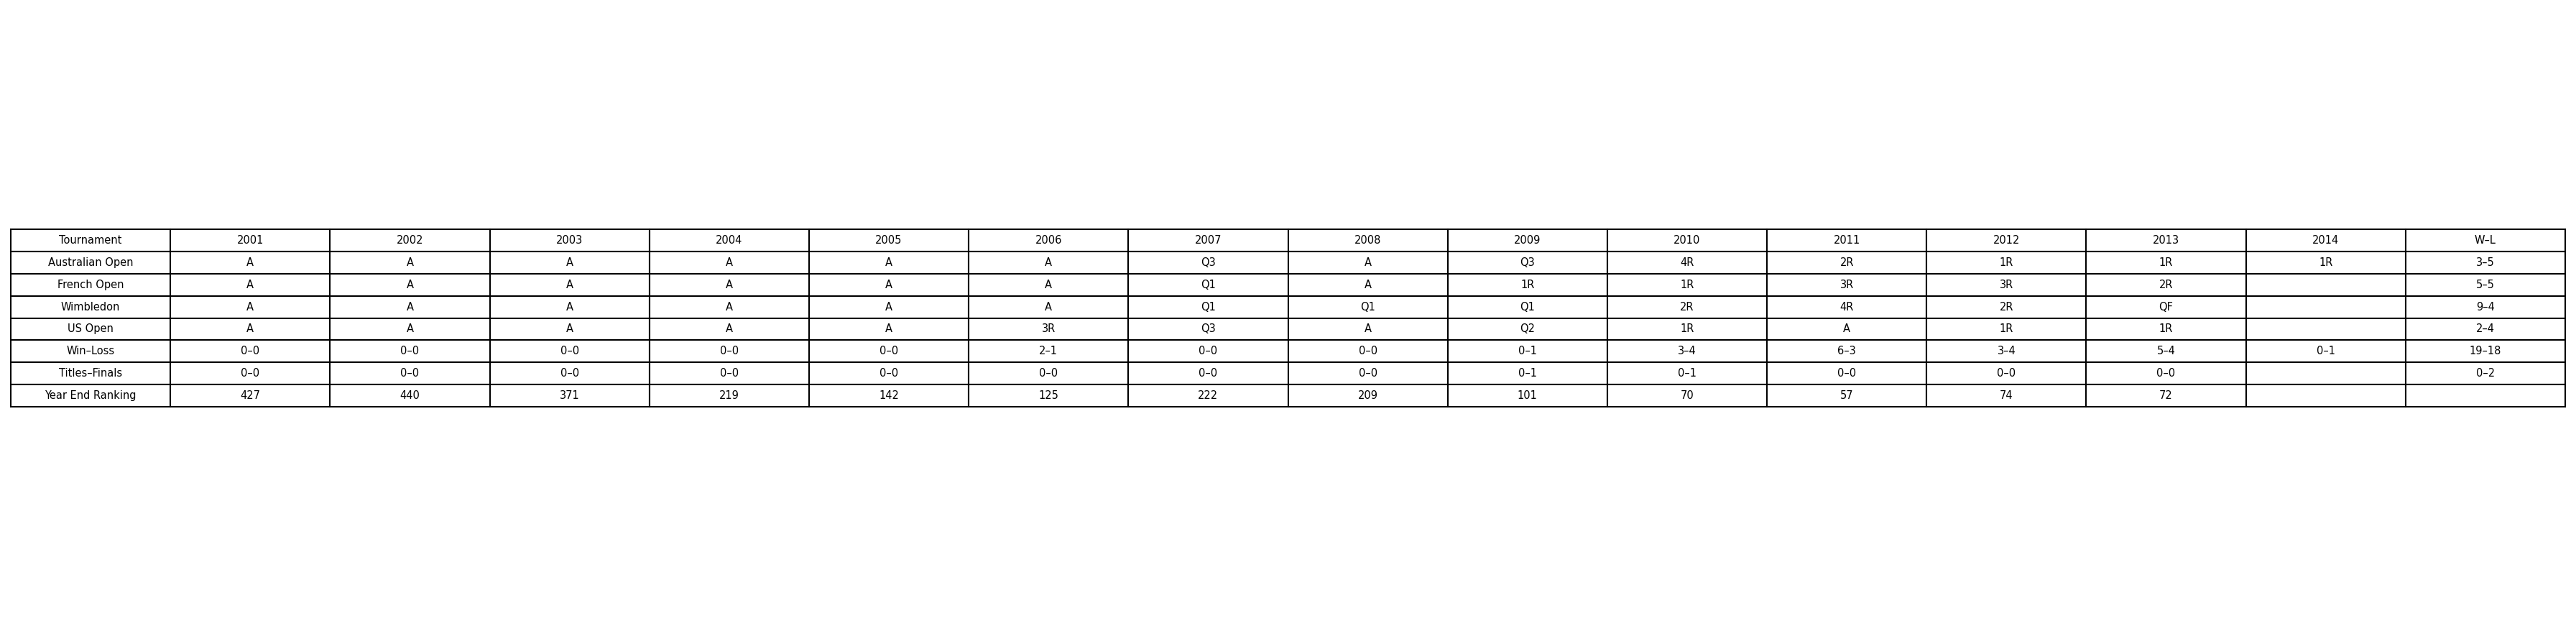 Tournament 2001 2002 2003 2004 2005 2006 2007 2008 2009 2010 2011 2012 2013 2014 W–L
Australian Open A A A A A A Q3 A Q3 4R 2R 1R 1R 1R 3–5
French Open A A A A A A Q1 A 1R 1R 3R 3R 2R 5–5
Wimbledon A A A A A A Q1 Q1 Q1 2R 4R 2R QF 9–4
US Open A A A A A 3R Q3 A Q2 1R A 1R 1R 2–4
Win–Loss 0–0 0–0 0–0 0–0 0–0 2–1 0–0 0–0 0–1 3–4 6–3 3–4 5–4 0–1 19–18
Titles–Finals 0–0 0–0 0–0 0–0 0–0 0–0 0–0 0–0 0–1 0–1 0–0 0–0 0–0 0–2
Year End Ranking 427 440 371 219 142 125 222 209 101 70 57 74 72